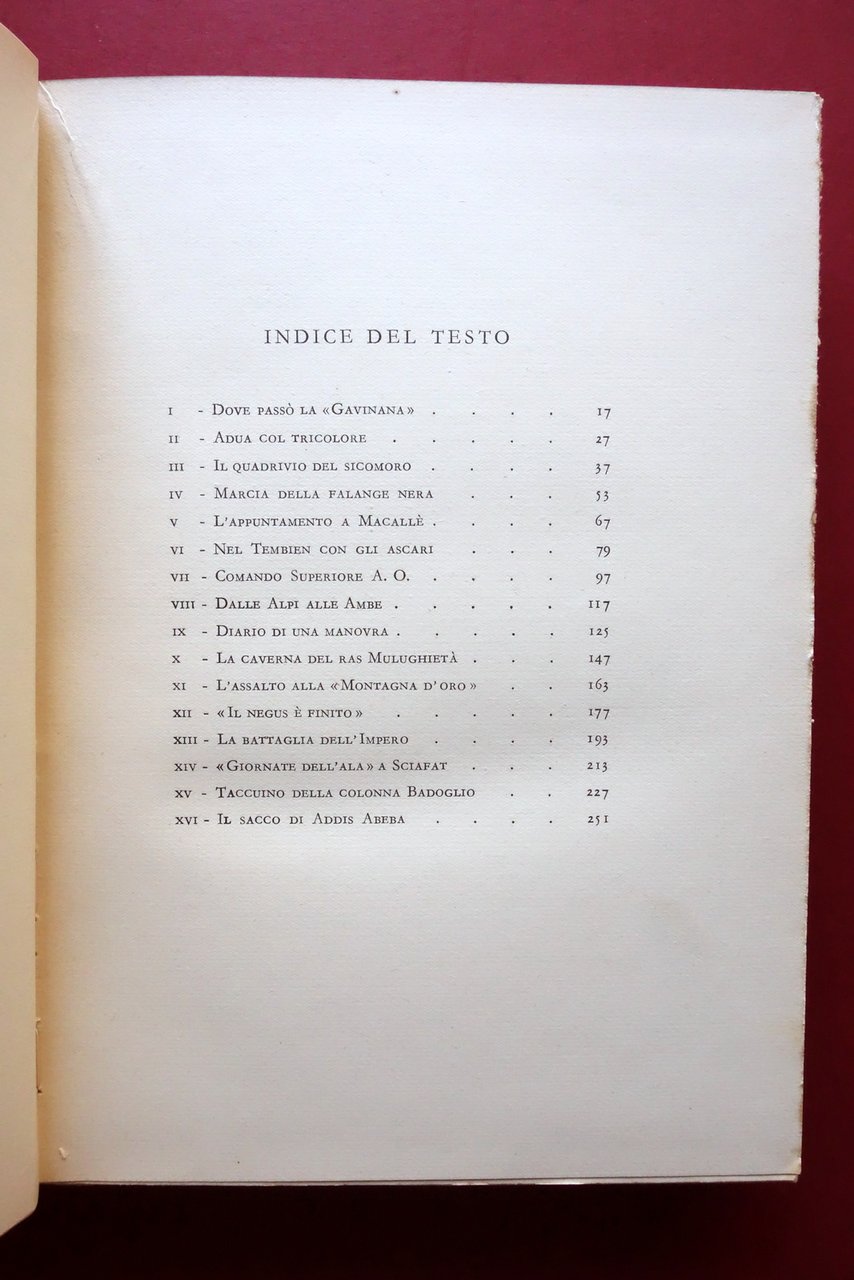 INDICE DEL TESTO
I - Dove passò la «Gavinana» . . . . 17
II - Adua col tricolore . . . . . 27
III - Il quadrivio del sicomoro . . . . 37
IV - Marcia della falange nera . . . 53
V - L'appuntamento a Macallè . . . . 67
VI - Nel Tembien con gli ascari . . . 79
VII - Comando Superiore A. O. . . . . 97
VIII - Dalle Alpi alle Ambe . . . . . 117
IX - Diario di una manovra . . . . . 125
X - La caverna del ras Mulughietà . . . 147
XI - L'assalto alla «Montagna d'oro» . . 163
XII - «Il negus è finito» . . . . . 177
XIII - La battaglia dell'Impero . . . . 193
XIV - «Giornate dell'ala» a Sciafat . . . 213
XV - Taccuino della colonna Badoglio . . 227
XVI - Il sacco di Addis Abeba . . . . 251